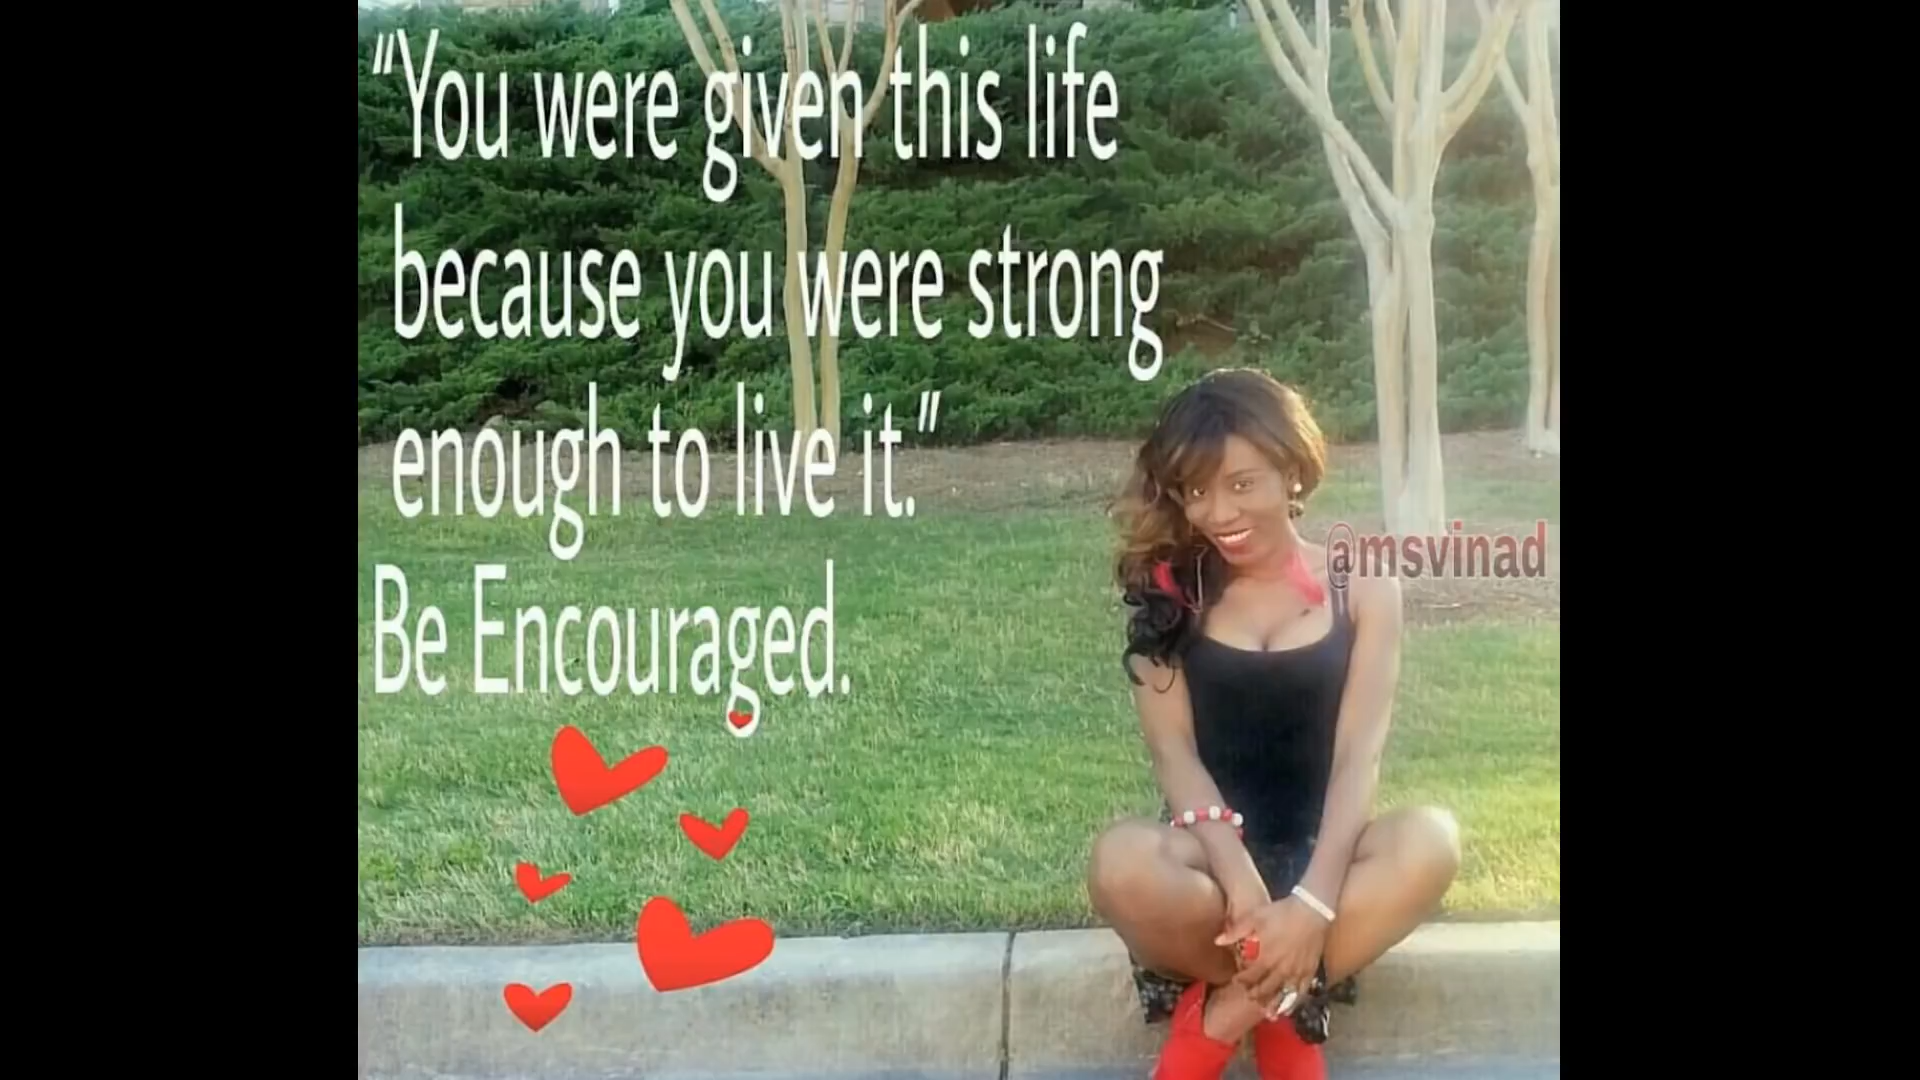 “You were given this life
because you were strong
enough to live it.”
Be Encouraged.
@msvinad